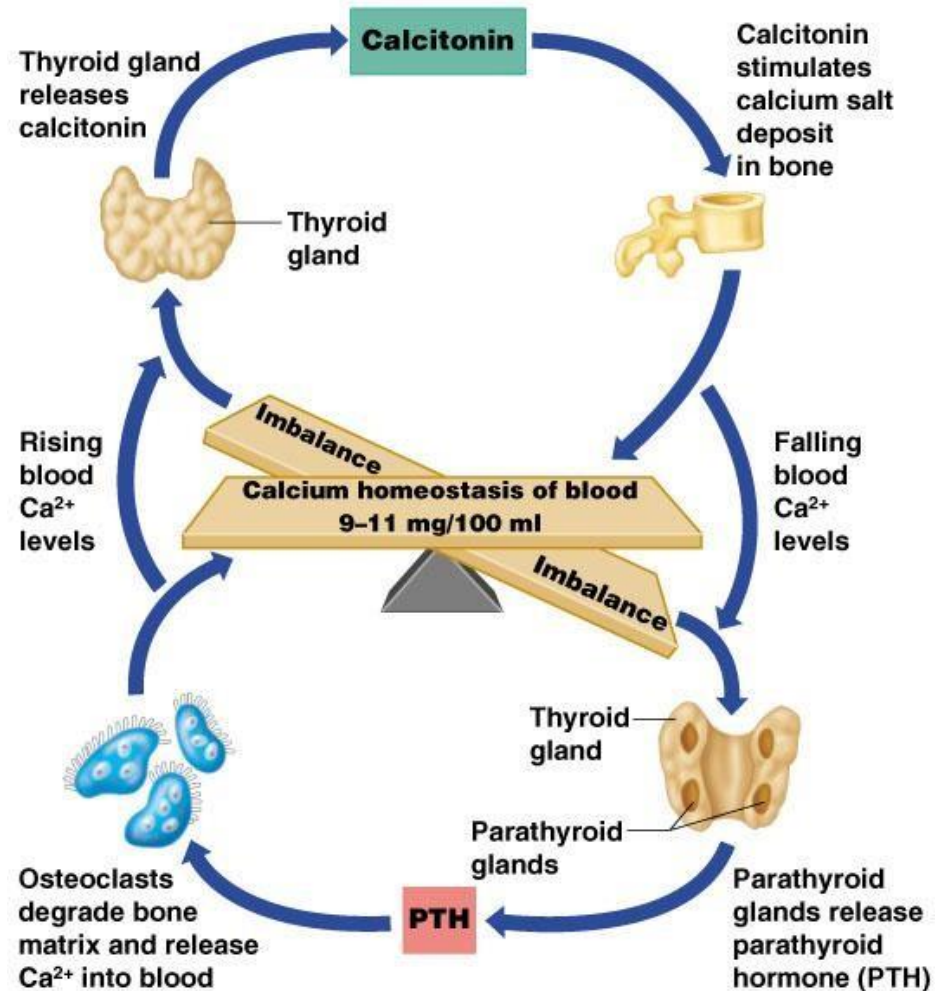 Calcitonin
Thyroid gland
releases
calcitonin
Calcitonin
stimulates
calcium salt
deposit
in bone
Thyroid
gland
Imbalance
Rising
blood
Ca²⁺
levels
Calcium homeostasis of blood
9–11 mg/100 ml
Falling
blood
Ca²⁺
levels
Imbalance
Thyroid
gland
Parathyroid
glands
Osteoclasts
degrade bone
matrix and release
Ca²⁺ into blood
PTH
Parathyroid
glands release
parathyroid
hormone (PTH)